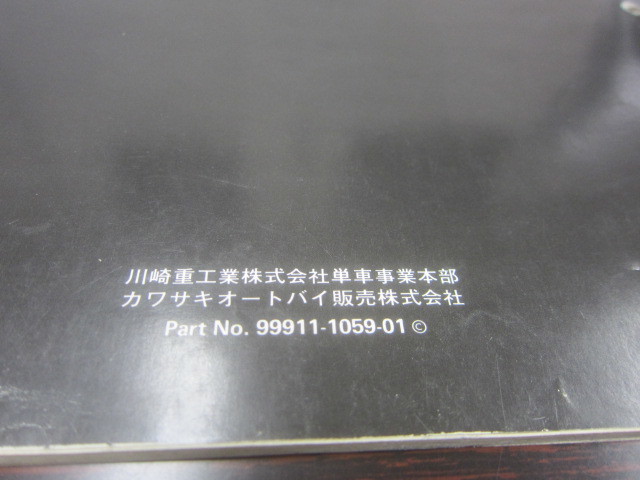 川崎重工業株式会社単車事業本部
カワサキオートバイ販売株式会社
Part No. 99911-1059-01 ©